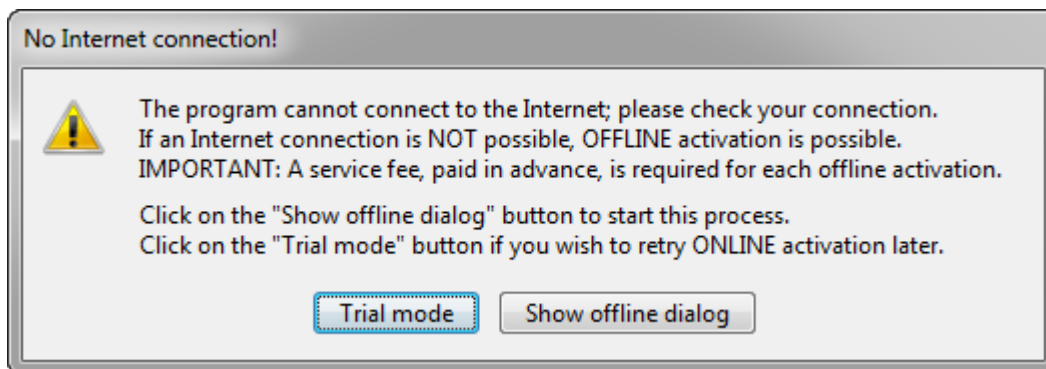 No Internet connection!
The program cannot connect to the Internet; please check your connection.
If an Internet connection is NOT possible, OFFLINE activation is possible.
IMPORTANT: A service fee, paid in advance, is required for each offline activation.
Click on the "Show offline dialog" button to start this process.
Click on the "Trial mode" button if you wish to retry ONLINE activation later.
Trial mode
Show offline dialog